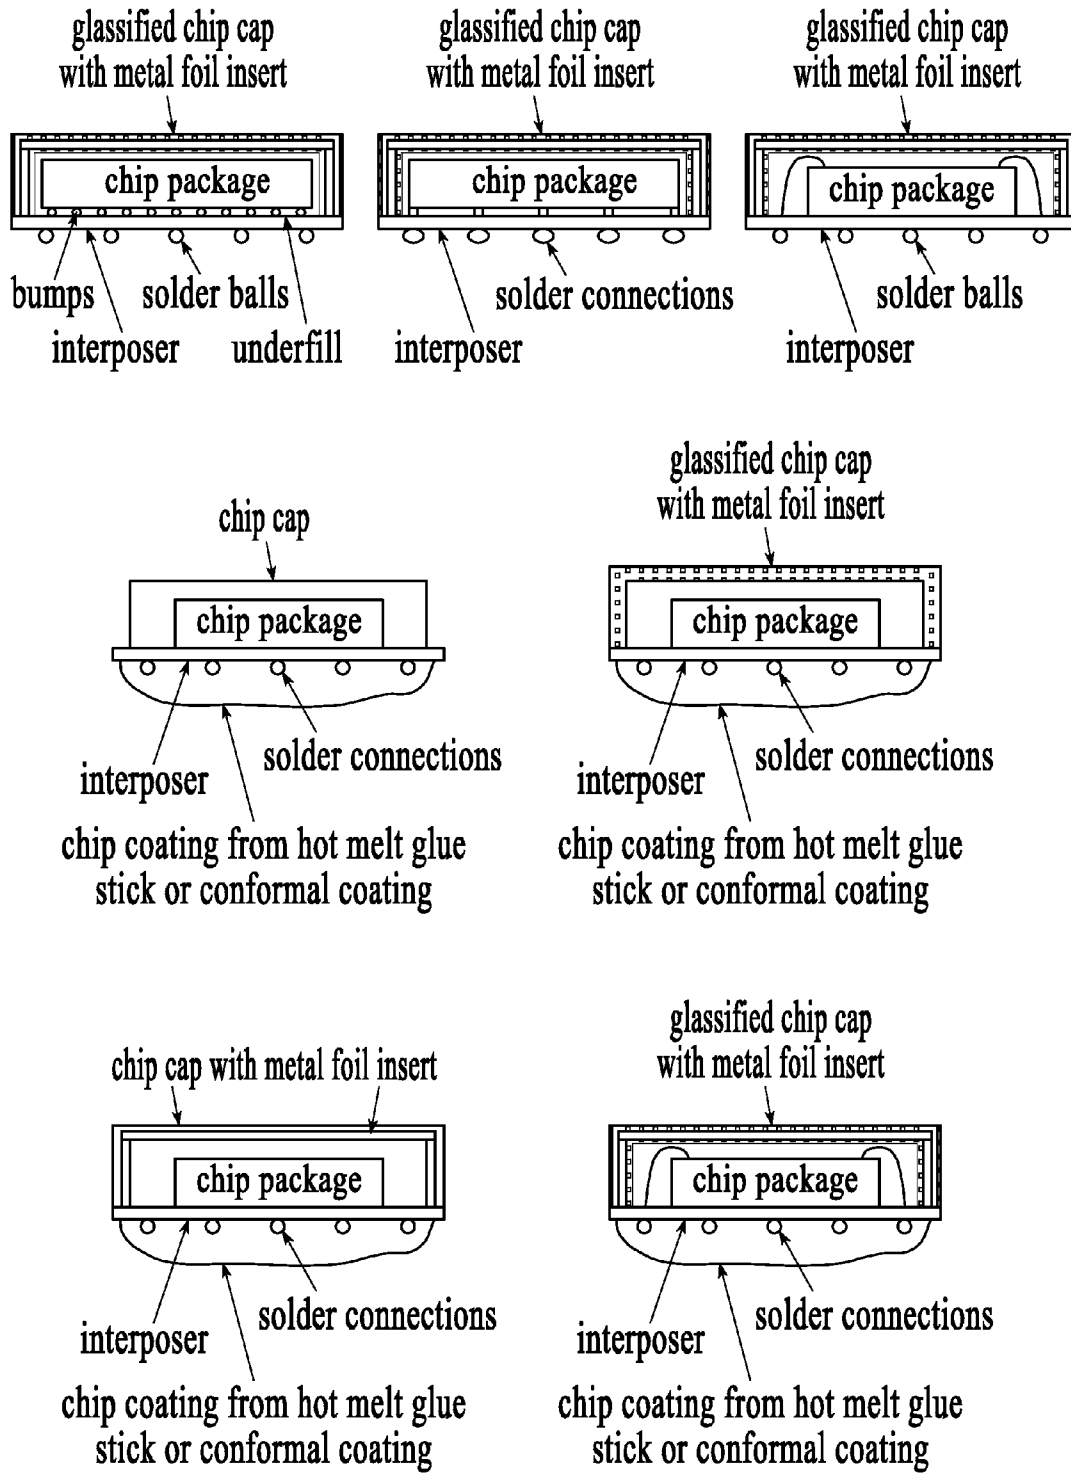 glassified chip cap
with metal foil insert
chip package
bumps
solder balls
interposer
underfill
glassified chip cap
with metal foil insert
chip package
solder connections
interposer
glassified chip cap
with metal foil insert
chip package
solder balls
interposer
chip cap
chip package
solder connections
interposer
chip coating from hot melt glue
stick or conformal coating
glassified chip cap
with metal foil insert
chip package
solder connections
interposer
chip coating from hot melt glue
stick or conformal coating
chip cap with metal foil insert
chip package
solder connections
interposer
chip coating from hot melt glue
stick or conformal coating
glassified chip cap
with metal foil insert
chip package
solder connections
interposer
chip coating from hot melt glue
stick or conformal coating